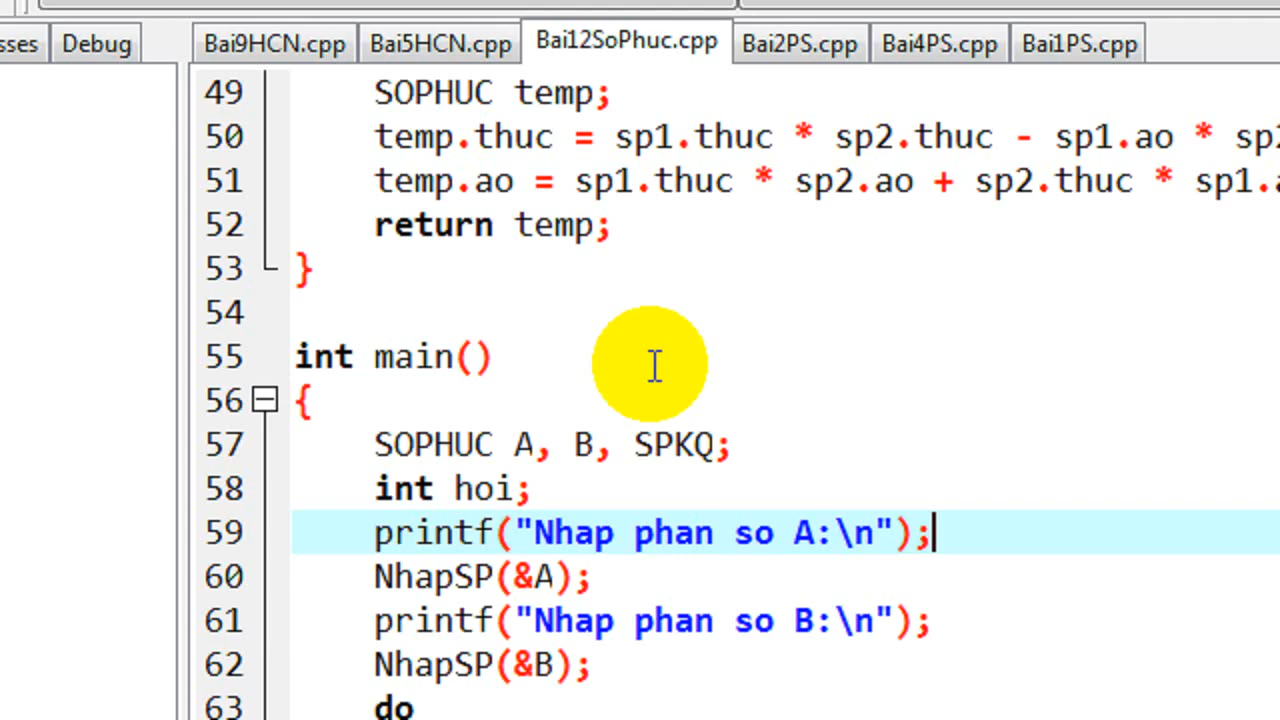 sses Debug Bai9HCN.cpp Bai5HCN.cpp Bai12SoPhuc.cpp Bai2PS.cpp Bai4PS.cpp Bai1PS.cpp
49 SOPHUC temp;
50 temp.thuc = sp1.thuc * sp2.thuc - sp1.ao * sp2
51 temp.ao = sp1.thuc * sp2.ao + sp2.thuc * sp1.a
52 return temp;
53 }
54
55 int main()
56 {
57 SOPHUC A, B, SPKQ;
58 int hoi;
59 printf("Nhap phan so A:\n");
60 NhapSP(&A);
61 printf("Nhap phan so B:\n");
62 NhapSP(&B);
63 do